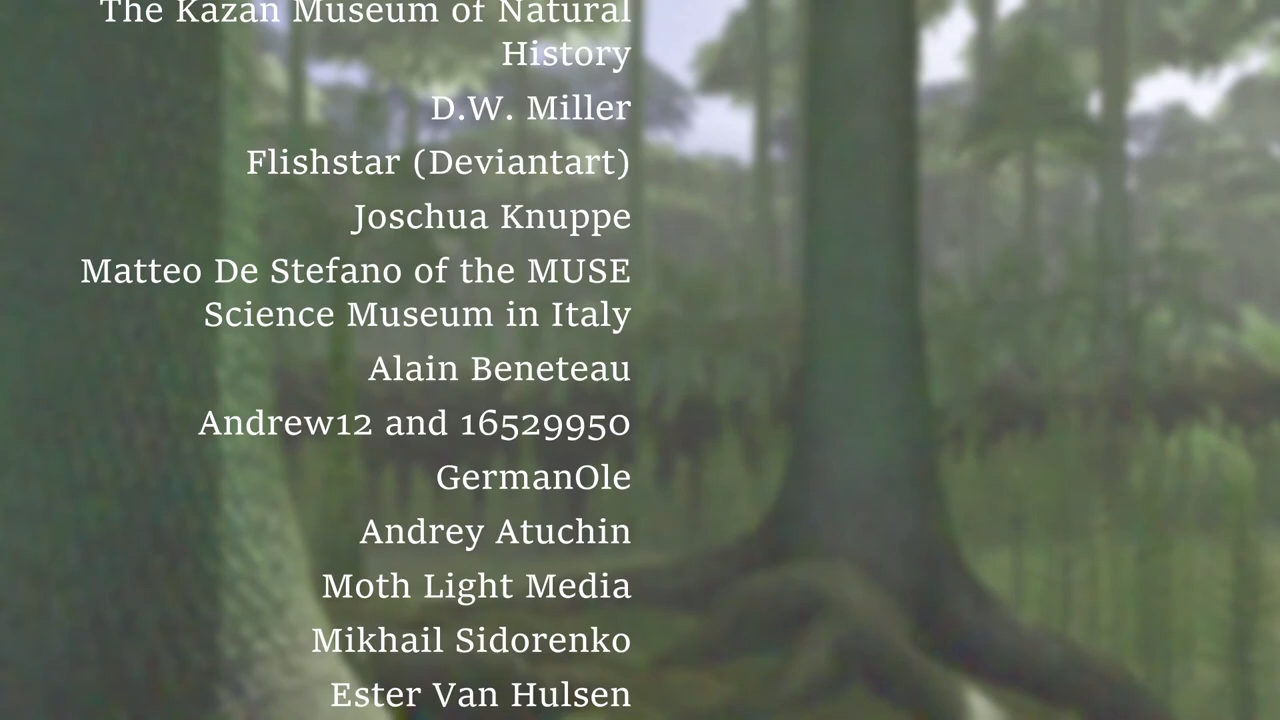 The Kazan Museum of Natural
History
D.W. Miller
Flishstar (Deviantart)
Joschua Knuppe
Matteo De Stefano of the MUSE
Science Museum in Italy
Alain Beneteau
Andrew12 and 16529950
GermanOle
Andrey Atuchin
Moth Light Media
Mikhail Sidorenko
Ester Van Hulsen